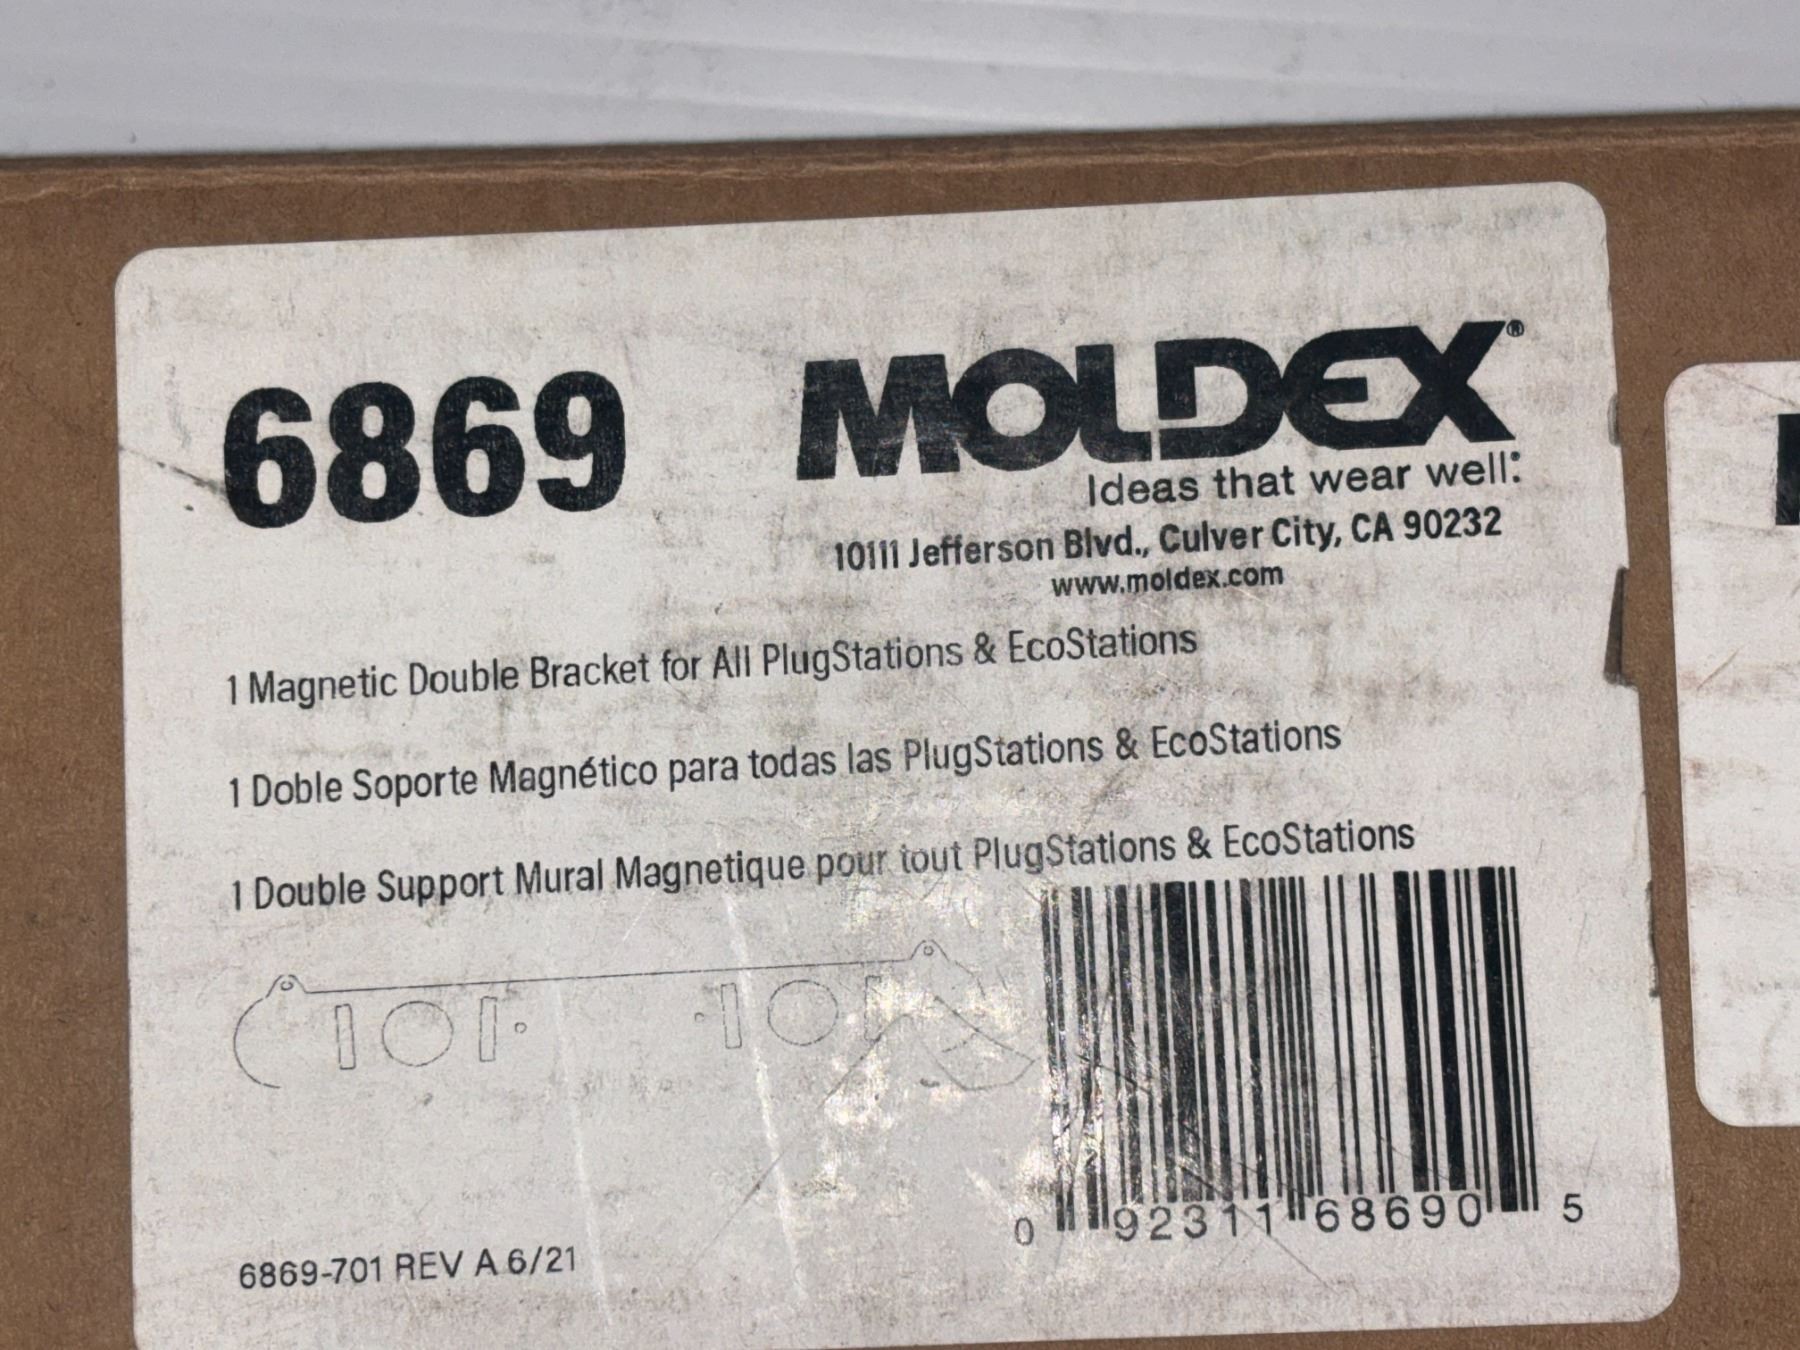 6869
MOLDEX®
Ideas that wear well.®
10111 Jefferson Blvd., Culver City, CA 90232
www.moldex.com
1 Magnetic Double Bracket for All PlugStations & EcoStations
1 Doble Soporte Magnético para todas las PlugStations & EcoStations
1 Double Support Mural Magnetique pour tout PlugStations & EcoStations
0 92311 68690 5
6869-701 REV A 6/21